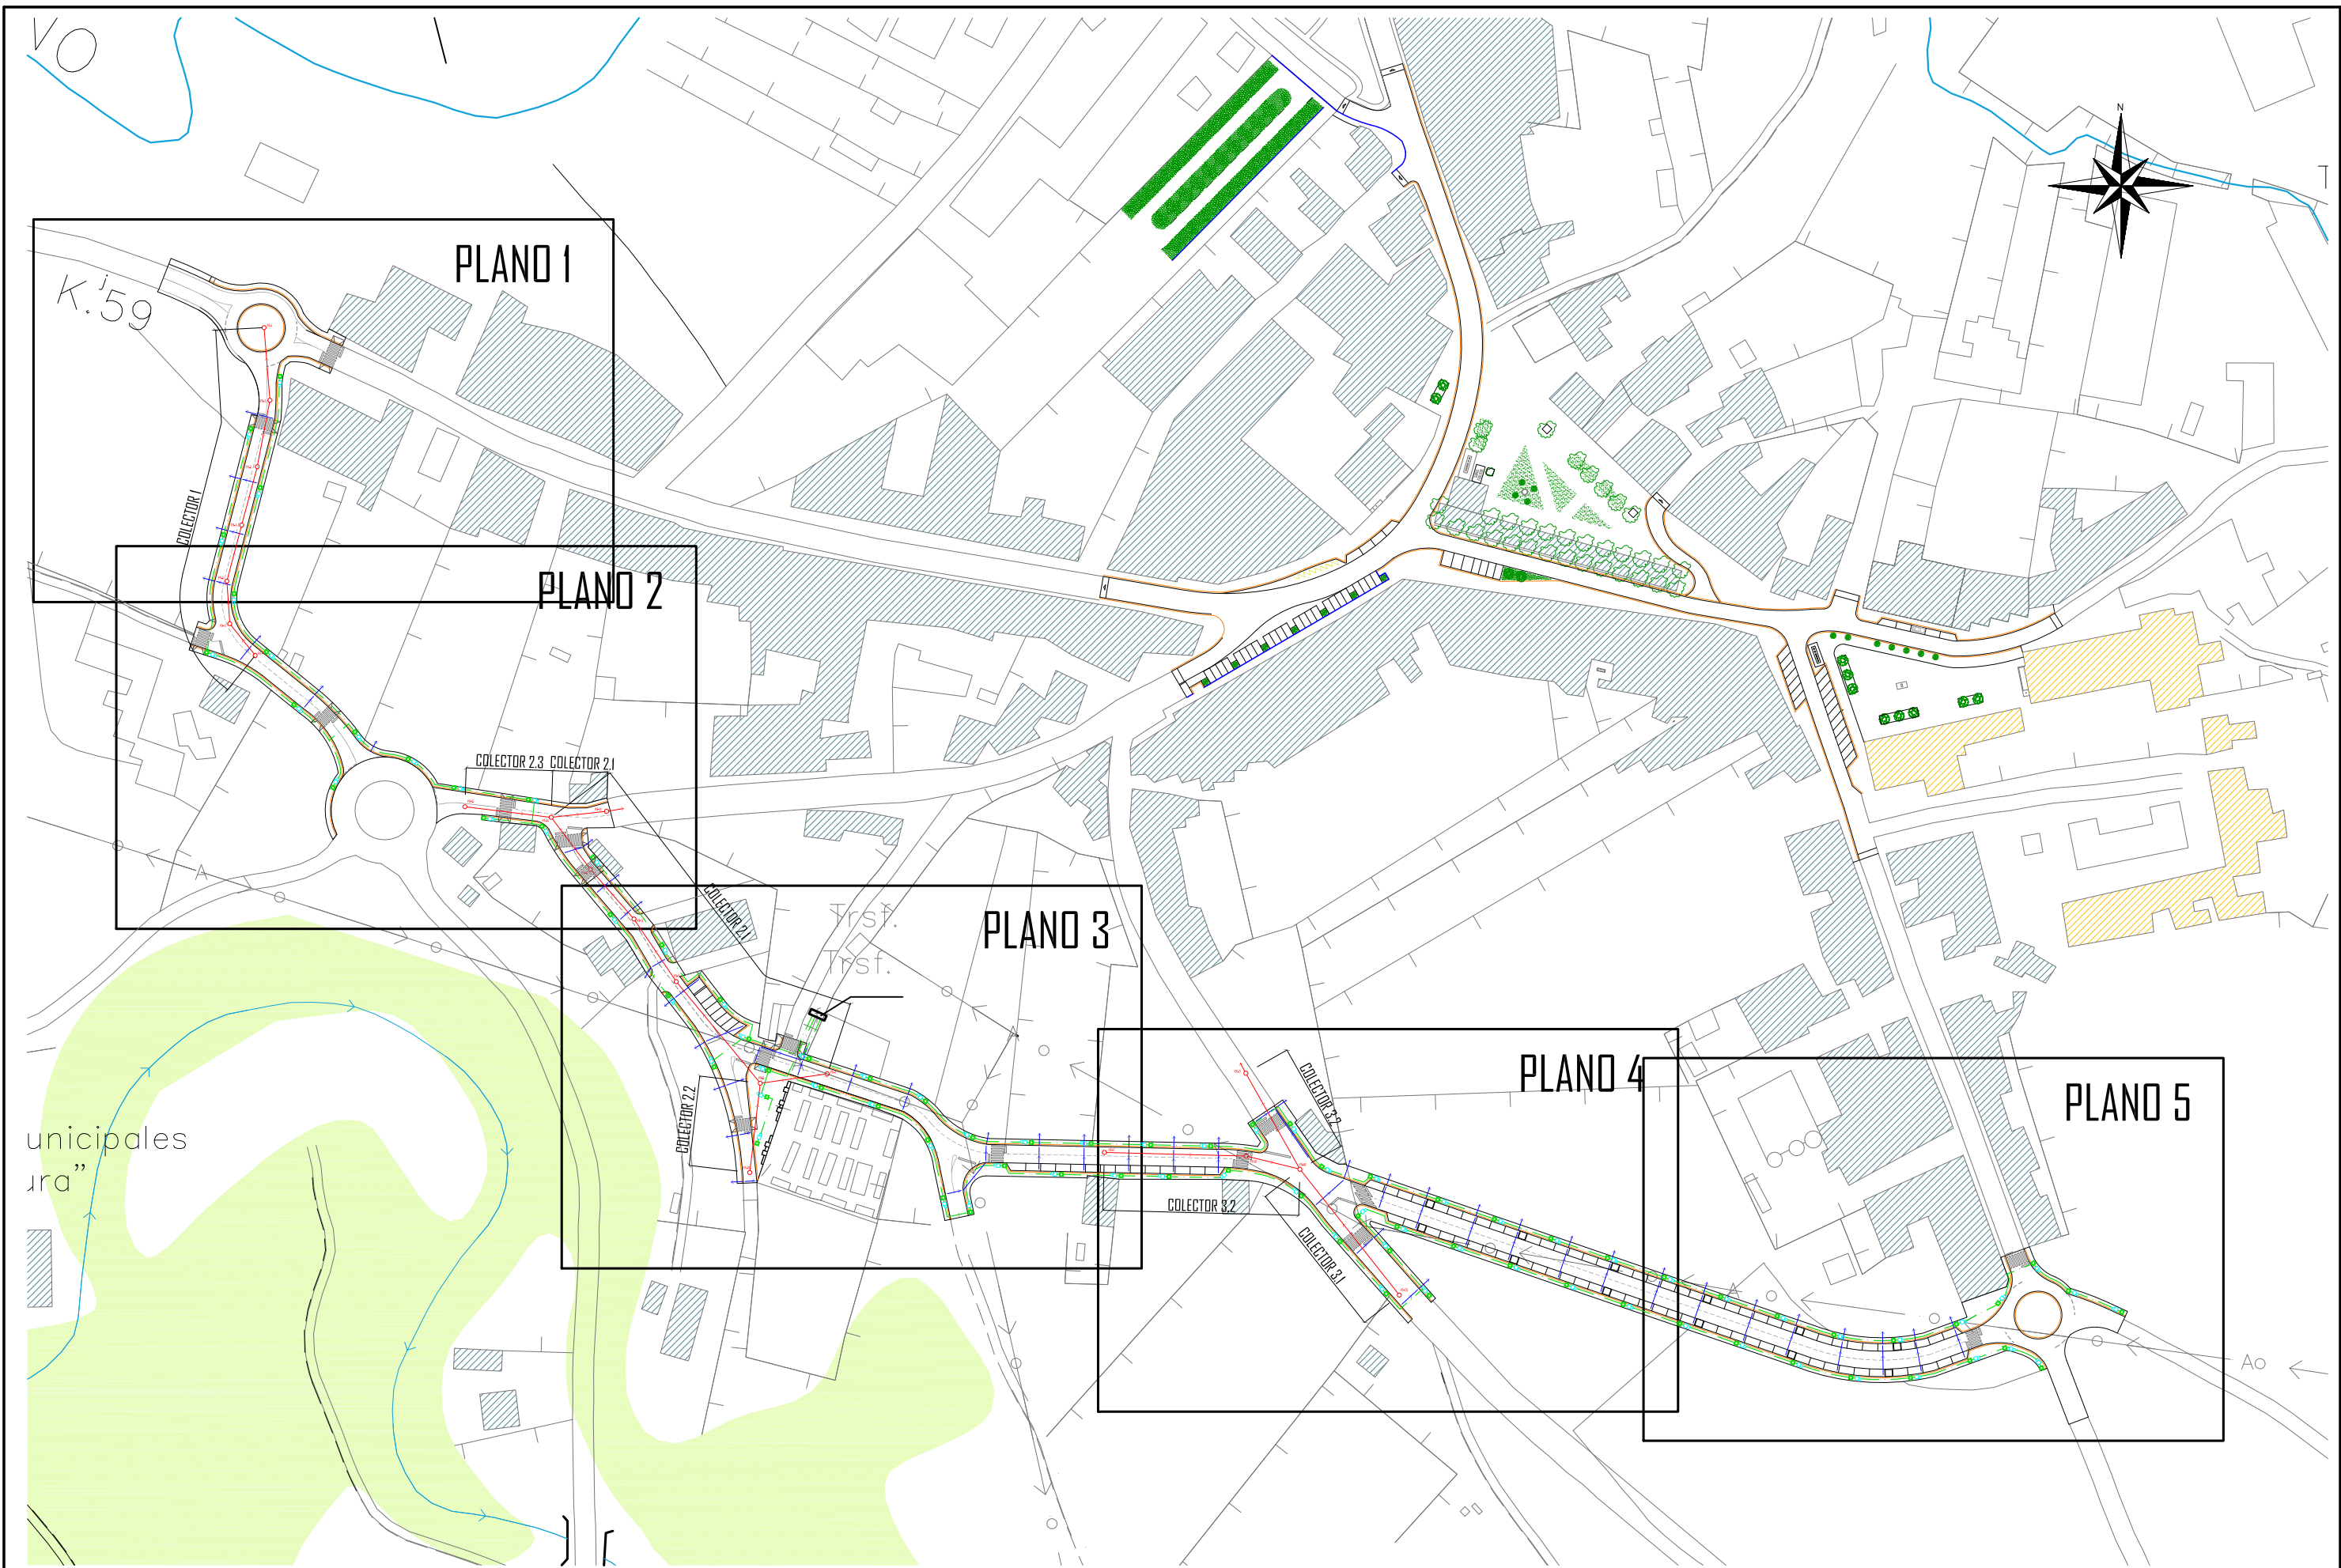 VO
N
T
PLANO 1
K.j59
COLECTOR 1
PLANO 2
COLECTOR 2.3
COLECTOR 2.1
A
COLECTOR 2.1
Trsf.
Trsf.
PLANO 3
A
COLECTOR 2.2
PLANO 4
COLECTOR 3.2
PLANO 5
unicipales
ura"
COLECTOR 3.2
COLECTOR 3.1
A
Ao